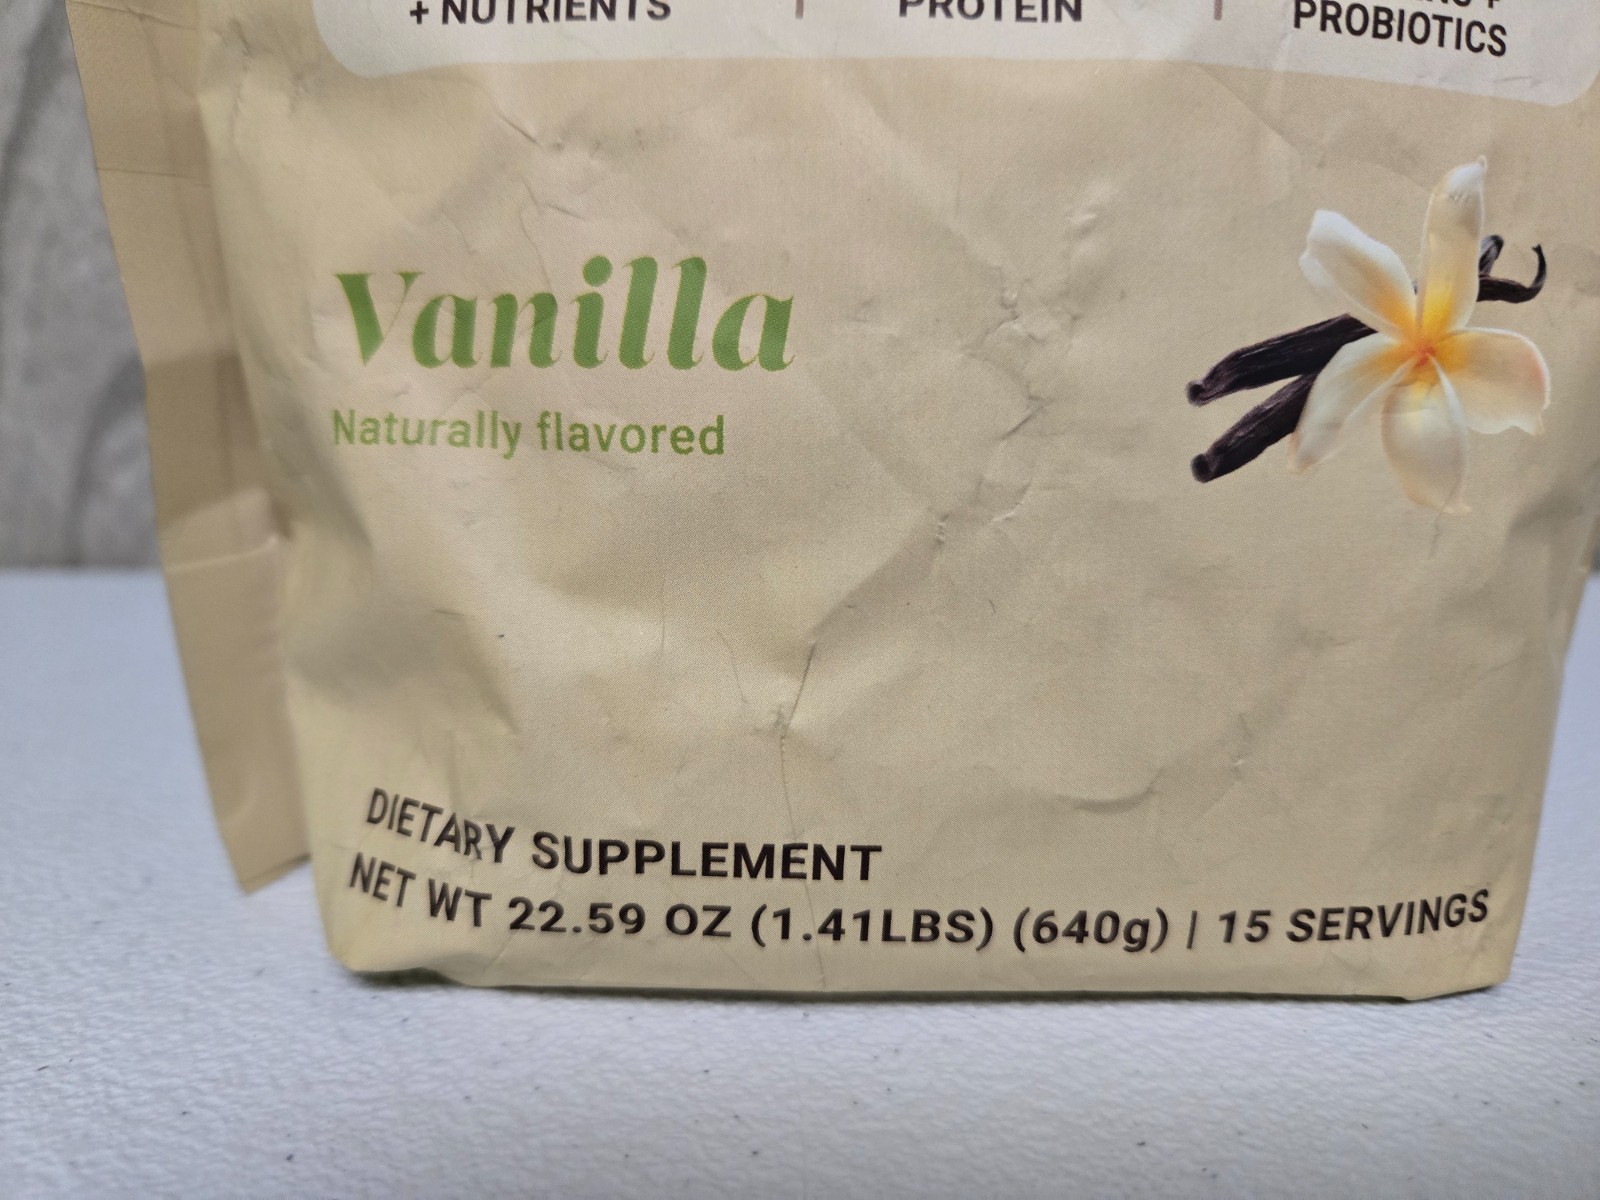 + NUTRIENTS
PROTEIN
PROBIOTICS
Vanilla
Naturally flavored
DIETARY SUPPLEMENT
NET WT 22.59 OZ (1.41LBS) (640g) | 15 SERVINGS